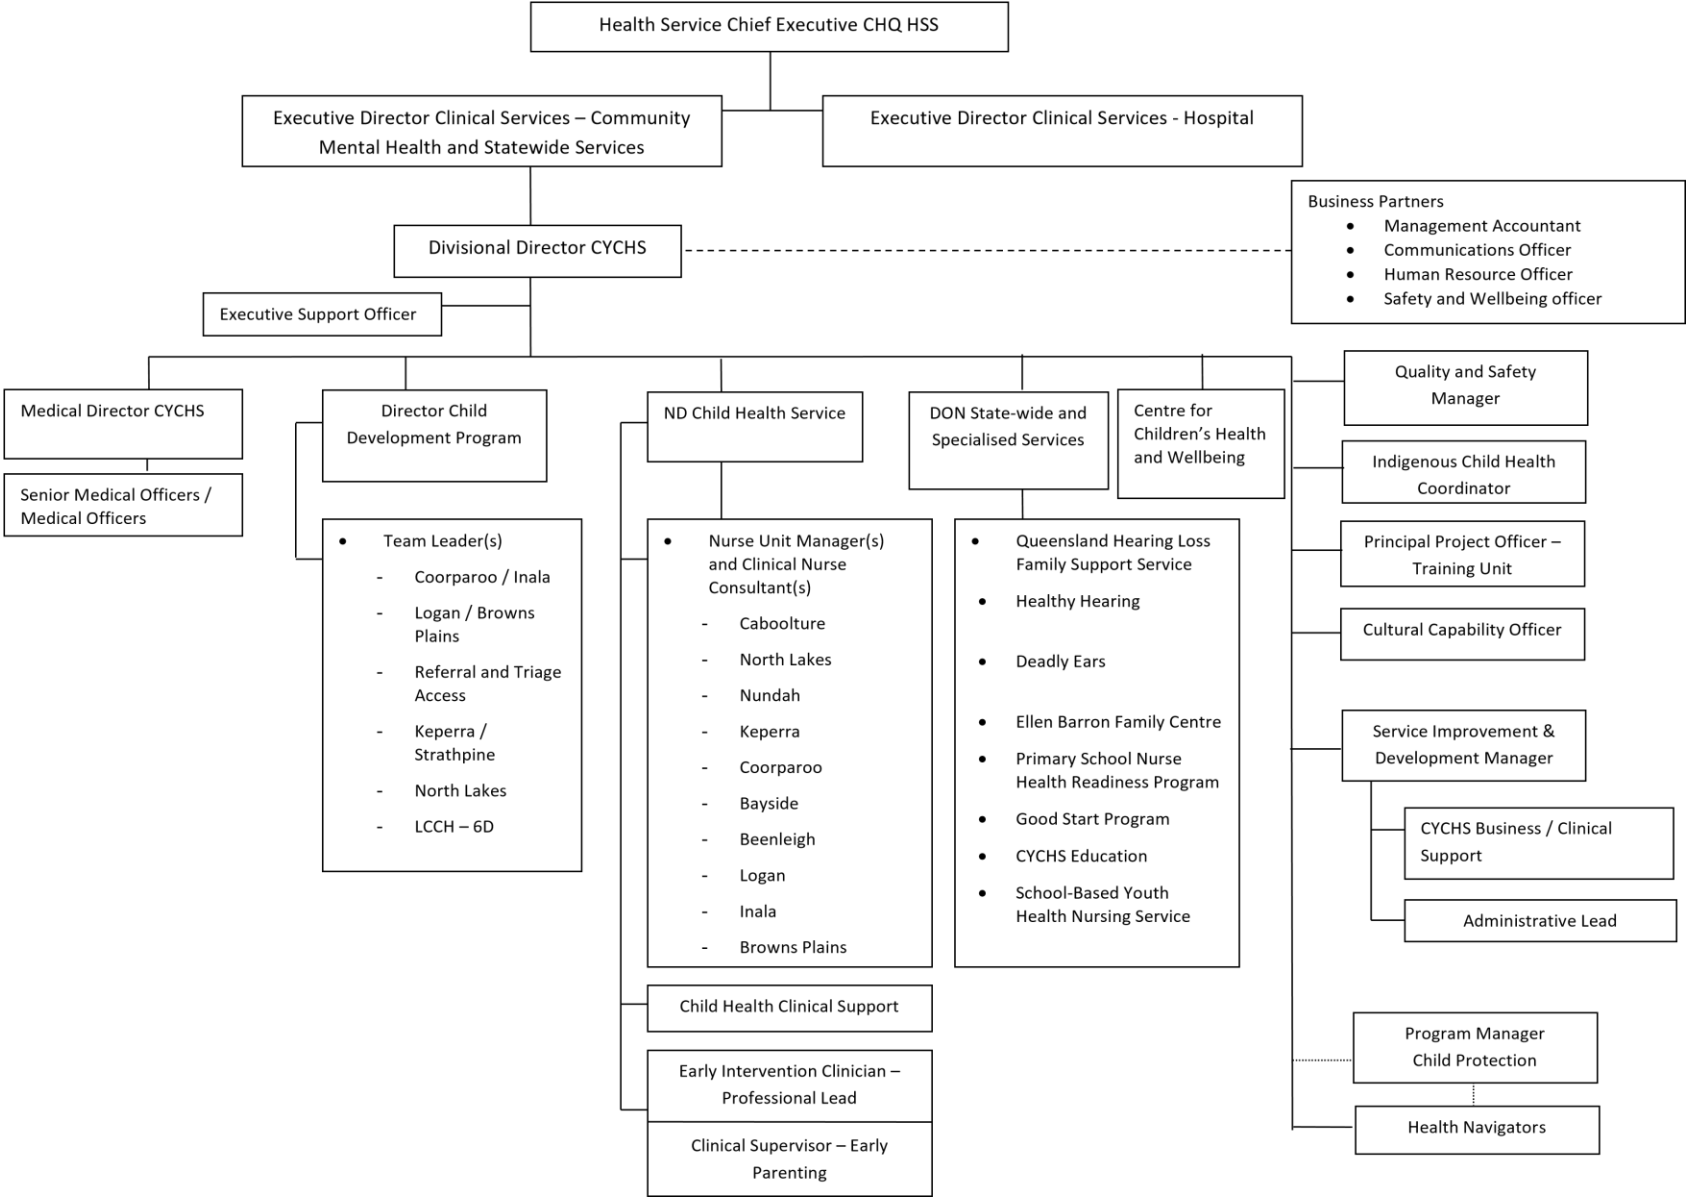 Health Service Chief Executive CHQ HSS
Executive Director Clinical Services – Community
Mental Health and Statewide Services
Executive Director Clinical Services - Hospital
Business Partners
• Management Accountant
• Communications Officer
• Human Resource Officer
• Safety and Wellbeing officer
Divisional Director CYCHS
Executive Support Officer
Medical Director CYCHS
Senior Medical Officers /
Medical Officers
Director Child
Development Program
• Team Leader(s)
- Coorparoo / Inala
- Logan / Browns
Plains
- Referral and Triage
Access
- Keperra /
Strathpine
- North Lakes
- LCCH – 6D
ND Child Health Service
• Nurse Unit Manager(s)
and Clinical Nurse
Consultant(s)
- Caboolture
- North Lakes
- Nundah
- Keperra
- Coorparoo
- Bayside
- Beenleigh
- Logan
- Inala
- Browns Plains
Child Health Clinical Support
Early Intervention Clinician –
Professional Lead
Clinical Supervisor – Early
Parenting
DON State-wide and
Specialised Services
• Queensland Hearing Loss
Family Support Service
• Healthy Hearing
• Deadly Ears
• Ellen Barron Family Centre
• Primary School Nurse
Health Readiness Program
• Good Start Program
• CYCHS Education
• School-Based Youth
Health Nursing Service
Centre for
Children’s Health
and Wellbeing
Quality and Safety
Manager
Indigenous Child Health
Coordinator
Principal Project Officer –
Training Unit
Cultural Capability Officer
Service Improvement &
Development Manager
CYCHS Business / Clinical
Support
Administrative Lead
Program Manager
Child Protection
Health Navigators